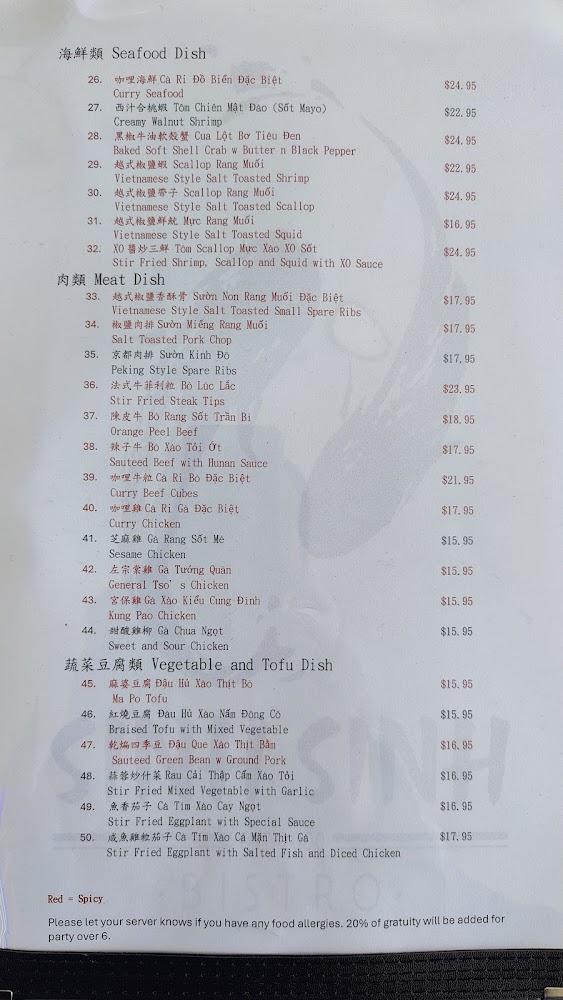 海鮮類 Seafood Dish
26. 咖哩海鮮 Cà Ri Đồ Biển Đặc Biệt $24.95
Curry Seafood
27. 西汁合桃蝦 Tôm Chiên Mật Đào (Sốt Mayo) $22.95
Creamy Walnut Shrimp
28. 黑椒牛油軟殼蟹 Cua Lột Bơ Tiêu Đen $24.95
Baked Soft Shell Crab w Butter n Black Pepper
29. 越式椒鹽蝦 Scallop Rang Muối $22.95
Vietnamese Style Salt Toasted Shrimp
30. 越式椒鹽帶子 Scallop Rang Muối $24.95
Vietnamese Style Salt Toasted Scallop
31. 越式椒鹽鮮魷 Mực Rang Muối $16.95
Vietnamese Style Salt Toasted Squid
32. XO醬炒三鮮 Tôm Scallop Mực Xào XO Sốt $24.95
Stir Fried Shrimp, Scallop and Squid with XO Sauce
肉類 Meat Dish
33. 越式椒鹽香酥骨 Sườn Non Rang Muối Đặc Biệt $17.95
Vietnamese Style Salt Toasted Small Spare Ribs
34. 椒鹽肉排 Sườn Miếng Rang Muối $17.95
Salt Toasted Pork Chop
35. 京都肉排 Sườn Kinh Đô $17.95
Peking Style Spare Ribs
36. 法式牛菲利粒 Bò Lúc Lắc $23.95
Stir Fried Steak Tips
37. 陳皮牛 Bò Rang Sốt Trần Bì $18.95
Orange Peel Beef
38. 辣子牛 Bò Xào Tỏi Ớt $17.95
Sauteed Beef with Hunan Sauce
39. 咖哩牛粒 Cà Ri Bò Đặc Biệt $21.95
Curry Beef Cubes
40. 咖哩雞 Cà Ri Gà Đặc Biệt $17.95
Curry Chicken
41. 芝麻雞 Gà Rang Sốt Mè $15.95
Sesame Chicken
42. 左宗棠雞 Gà Tướng Quân $15.95
General Tso's Chicken
43. 宮保雞 Gà Xào Kiểu Cung Đình $15.95
Kung Pao Chicken
44. 甜酸雞柳 Gà Chua Ngọt $15.95
Sweet and Sour Chicken
蔬菜豆腐類 Vegetable and Tofu Dish
45. 麻婆豆腐 Đậu Hủ Xào Thịt Bò $15.95
Ma Po Tofu
46. 紅燒豆腐 Đàu Hủ Xào Nấm Đông Cô $15.95
Braised Tofu with Mixed Vegetable
47. 乾煸四季豆 Đậu Que Xào Thịt Bằm $16.95
Sauteed Green Bean w Ground Pork
48. 蒜蓉炒什菜 Rau Cải Thập Cẩm Xào Tỏi $16.95
Stir Fried Mixed Vegetable with Garlic
49. 魚香茄子 Cà Tím Xào Cay Ngọt $16.95
Stir Fried Eggplant with Special Sauce
50. 咸魚雞粒茄子 Cà Tím Xào Cá Mặn Thịt Gà $17.95
Stir Fried Eggplant with Salted Fish and Diced Chicken
SINH
BISTRO
Red = Spicy
Please let your server knows if you have any food allergies. 20% of gratuity will be added for
party over 6.